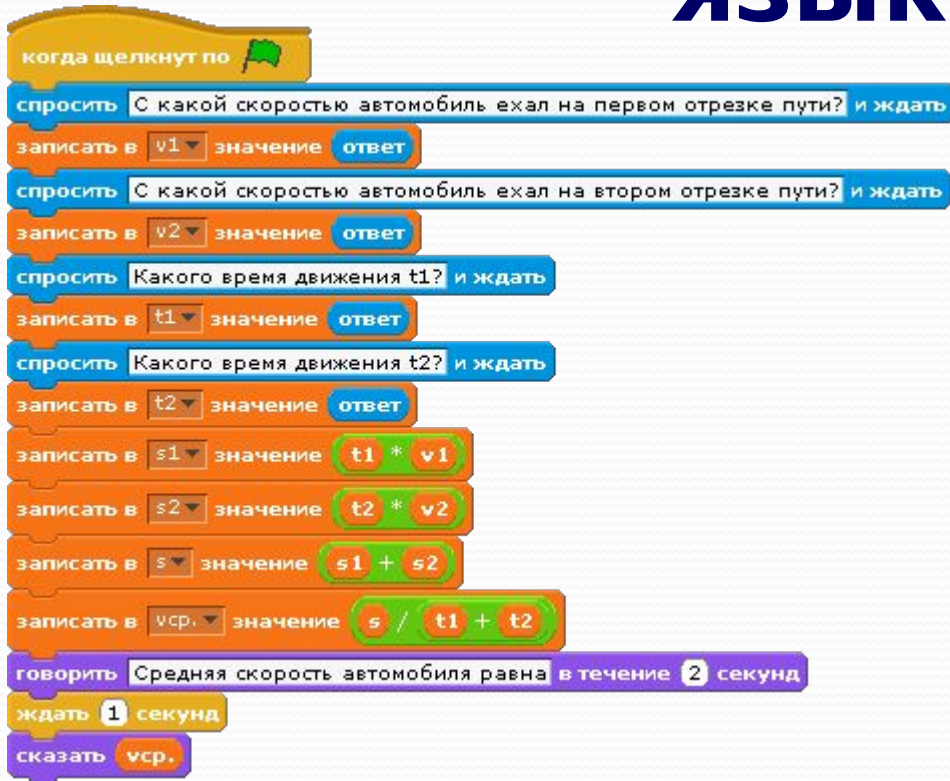 ЯЗЫК
когда щелкнут по
спросить С какой скоростью автомобиль ехал на первом отрезке пути? и ждать
записать в v1 значение ответ
спросить С какой скоростью автомобиль ехал на втором отрезке пути? и ждать
записать в v2 значение ответ
спросить Какого время движения t1? и ждать
записать в t1 значение ответ
спросить Какого время движения t2? и ждать
записать в t2 значение ответ
записать в s1 значение t1 * v1
записать в s2 значение t2 * v2
записать в s значение s1 + s2
записать в vср. значение s / t1 + t2
говорить Средняя скорость автомобиля равна в течение 2 секунд
ждать 1 секунд
сказать vср.